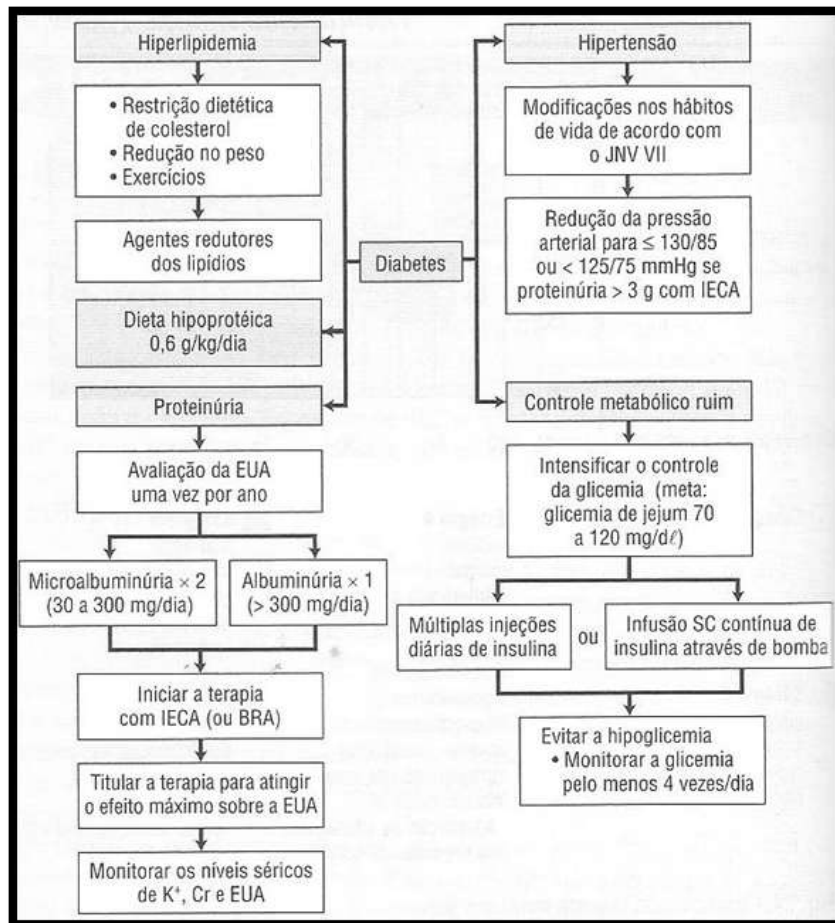 Hiperlipidemia
• Restrição dietética
de colesterol
• Redução no peso
• Exercícios
Agentes redutores
dos lipídios
Dieta hipoprotéica
0,6 g/kg/dia
Proteinúria
Avaliação da EUA
uma vez por ano
Microalbuminúria × 2
(30 a 300 mg/dia)
Albuminúria × 1
(> 300 mg/dia)
Iniciar a terapia
com IECA (ou BRA)
Titular a terapia para atingir
o efeito máximo sobre a EUA
Monitorar os níveis séricos
de K⁺, Cr e EUA
Diabetes
Hipertensão
Modificações nos hábitos
de vida de acordo com
o JNV VII
Redução da pressão
arterial para ≤ 130/85
ou < 125/75 mmHg se
proteinúria > 3 g com IECA
Controle metabólico ruim
Intensificar o controle
da glicemia (meta:
glicemia de jejum 70
a 120 mg/dℓ)
Múltiplas injeções
diárias de insulina
ou
Infusão SC contínua de
insulina através de bomba
Evitar a hipoglicemia
• Monitorar a glicemia
pelo menos 4 vezes/dia